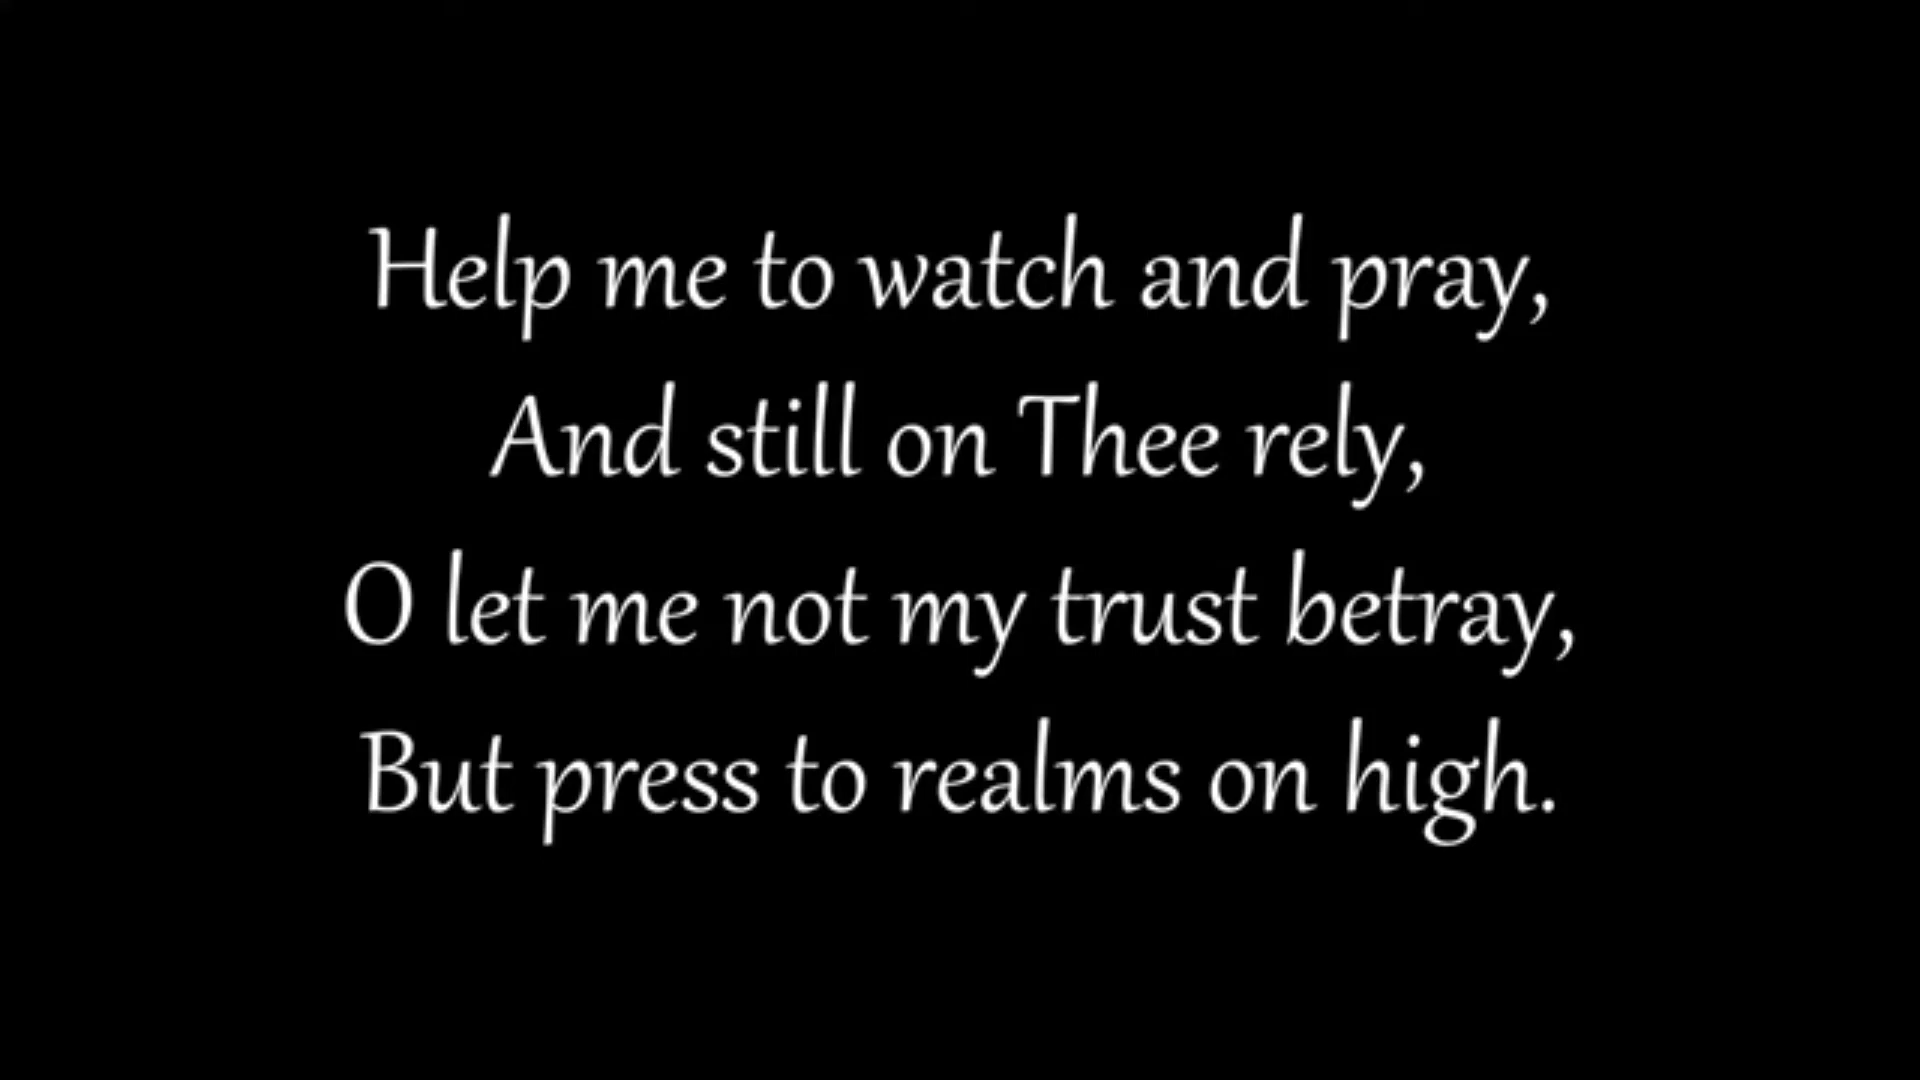 Help me to watch and pray,
And still on Thee rely,
O let me not my trust betray,
But press to realms on high.